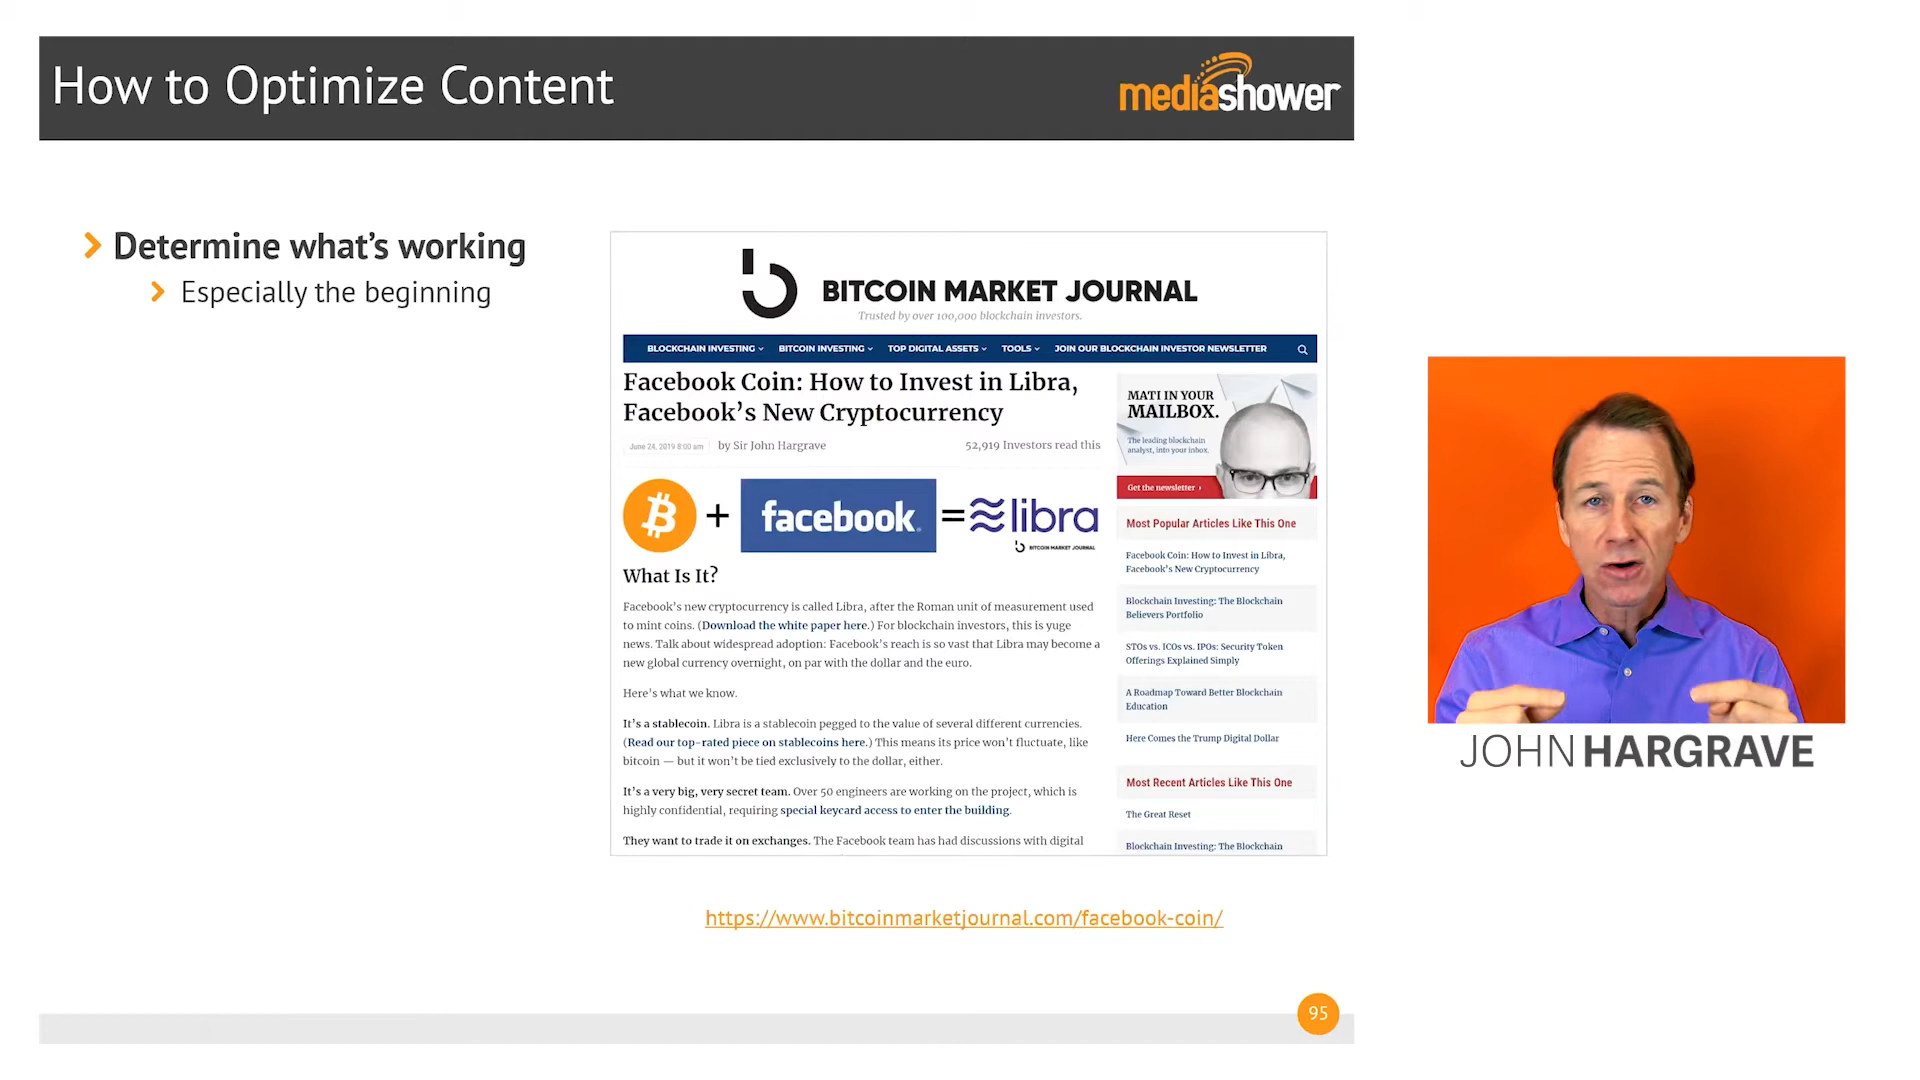 How to Optimize Content
mediashower
Determine what's working
Especially the beginning
BITCOIN MARKET JOURNAL
Trusted by over 100,000 blockchain investors.
BLOCKCHAIN INVESTING
BITCOIN INVESTING
TOP DIGITAL ASSETS
TOOLS
JOIN OUR BLOCKCHAIN INVESTOR NEWSLETTER
Facebook Coin: How to Invest in Libra,
Facebook's New Cryptocurrency
June 24, 2019 8:00 am
by Sir John Hargrave
52,919 Investors read this
+ facebook = libra
BITCOIN MARKET JOURNAL
What Is It?
Facebook's new cryptocurrency is called Libra, after the Roman unit of measurement used
to mint coins. (Download the white paper here.) For blockchain investors, this is yuge
news. Talk about widespread adoption: Facebook's reach is so vast that Libra may become a
new global currency overnight, on par with the dollar and the euro.
Here's what we know.
It's a stablecoin. Libra is a stablecoin pegged to the value of several different currencies.
(Read our top-rated piece on stablecoins here.) This means its price won't fluctuate, like
bitcoin — but it won't be tied exclusively to the dollar, either.
It's a very big, very secret team. Over 50 engineers are working on the project, which is
highly confidential, requiring special keycard access to enter the building.
They want to trade it on exchanges. The Facebook team has had discussions with digital
MATI IN YOUR
MAILBOX.
The leading blockchain
analyst, into your inbox.
Get the newsletter ›
Most Popular Articles Like This One
Facebook Coin: How to Invest in Libra,
Facebook's New Cryptocurrency
Blockchain Investing: The Blockchain
Believers Portfolio
STOs vs. ICOs vs. IPOs: Security Token
Offerings Explained Simply
A Roadmap Toward Better Blockchain
Education
Here Comes the Trump Digital Dollar
Most Recent Articles Like This One
The Great Reset
Blockchain Investing: The Blockchain
https://www.bitcoinmarketjournal.com/facebook-coin/
JOHN HARGRAVE
95